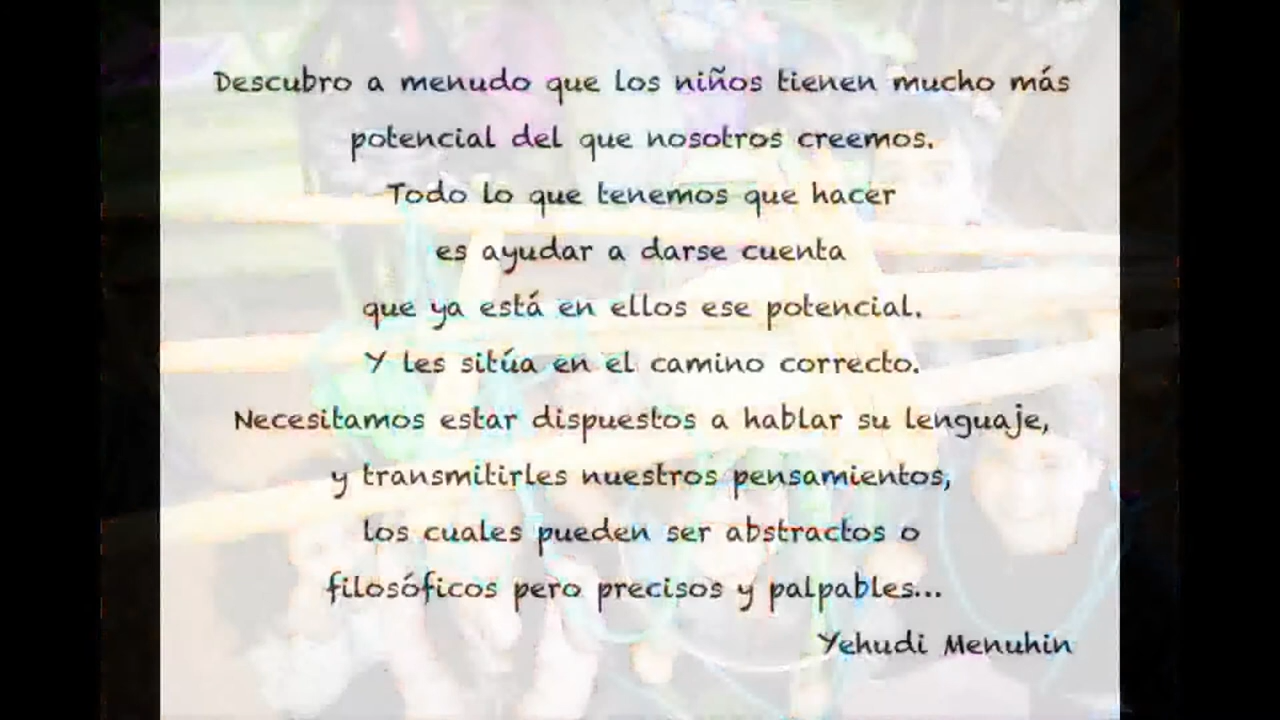 Descubro a menudo que los niños tienen mucho más
potencial del que nosotros creemos.
Todo lo que tenemos que hacer
es ayudar a darse cuenta
que ya está en ellos ese potencial.
Y les sitúa en el camino correcto.
Necesitamos estar dispuestos a hablar su lenguaje,
y transmitirles nuestros pensamientos,
los cuales pueden ser abstractos o
filosóficos pero precisos y palpables...
Yehudi Menuhin